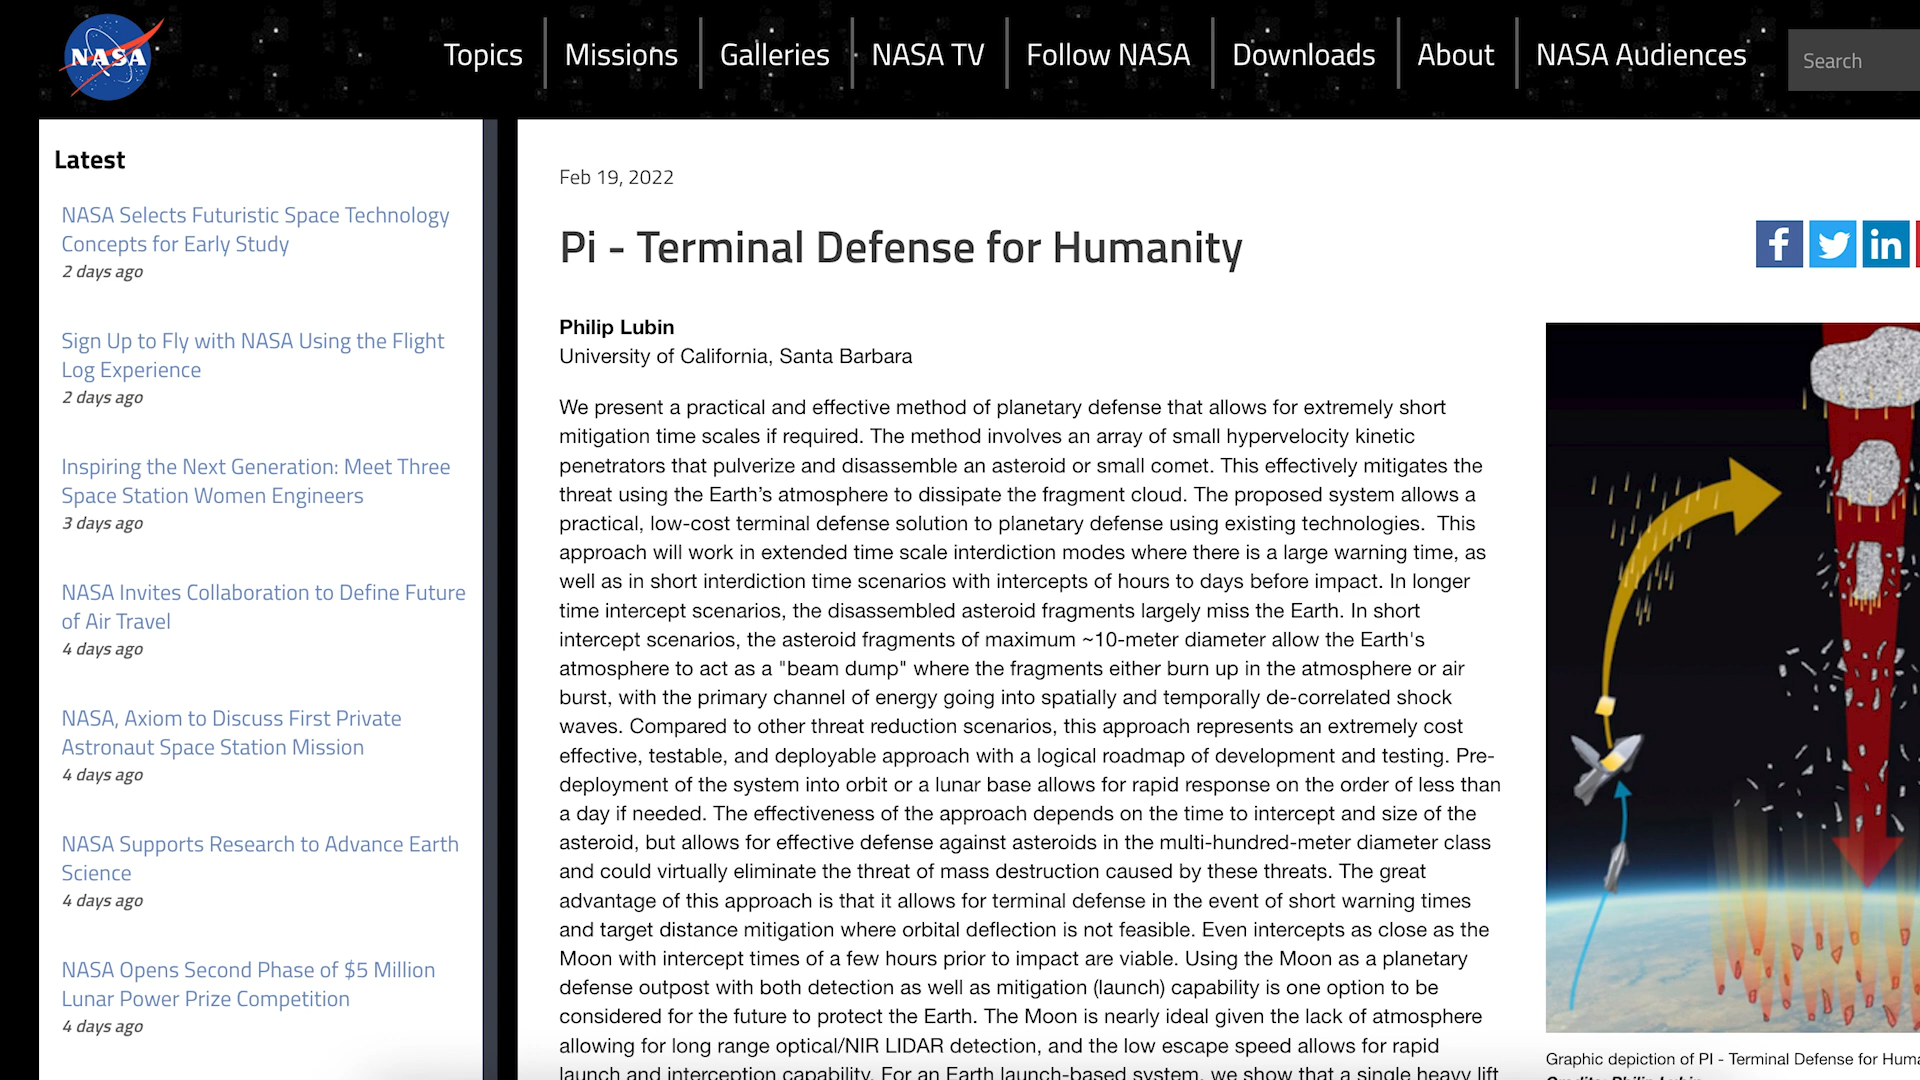 NASA
Topics
Missions
Galleries
NASA TV
Follow NASA
Downloads
About
NASA Audiences
Search
Latest
NASA Selects Futuristic Space Technology
Concepts for Early Study
2 days ago
Sign Up to Fly with NASA Using the Flight
Log Experience
2 days ago
Inspiring the Next Generation: Meet Three
Space Station Women Engineers
3 days ago
NASA Invites Collaboration to Define Future
of Air Travel
4 days ago
NASA, Axiom to Discuss First Private
Astronaut Space Station Mission
4 days ago
NASA Supports Research to Advance Earth
Science
4 days ago
NASA Opens Second Phase of $5 Million
Lunar Power Prize Competition
4 days ago
Feb 19, 2022
Pi - Terminal Defense for Humanity
f
in
Philip Lubin
University of California, Santa Barbara
We present a practical and effective method of planetary defense that allows for extremely short
mitigation time scales if required. The method involves an array of small hypervelocity kinetic
penetrators that pulverize and disassemble an asteroid or small comet. This effectively mitigates the
threat using the Earth’s atmosphere to dissipate the fragment cloud. The proposed system allows a
practical, low-cost terminal defense solution to planetary defense using existing technologies.  This
approach will work in extended time scale interdiction modes where there is a large warning time, as
well as in short interdiction time scenarios with intercepts of hours to days before impact. In longer
time intercept scenarios, the disassembled asteroid fragments largely miss the Earth. In short
intercept scenarios, the asteroid fragments of maximum ~10-meter diameter allow the Earth's
atmosphere to act as a "beam dump" where the fragments either burn up in the atmosphere or air
burst, with the primary channel of energy going into spatially and temporally de-correlated shock
waves. Compared to other threat reduction scenarios, this approach represents an extremely cost
effective, testable, and deployable approach with a logical roadmap of development and testing. Pre-
deployment of the system into orbit or a lunar base allows for rapid response on the order of less than
a day if needed. The effectiveness of the approach depends on the time to intercept and size of the
asteroid, but allows for effective defense against asteroids in the multi-hundred-meter diameter class
and could virtually eliminate the threat of mass destruction caused by these threats. The great
advantage of this approach is that it allows for terminal defense in the event of short warning times
and target distance mitigation where orbital deflection is not feasible. Even intercepts as close as the
Moon with intercept times of a few hours prior to impact are viable. Using the Moon as a planetary
defense outpost with both detection as well as mitigation (launch) capability is one option to be
considered for the future to protect the Earth. The Moon is nearly ideal given the lack of atmosphere
allowing for long range optical/NIR LIDAR detection, and the low escape speed allows for rapid
launch and interception capability. For an Earth launch-based system, we show that a single heavy lift
Graphic depiction of PI - Terminal Defense for Huma
Credits: Philip Lubin